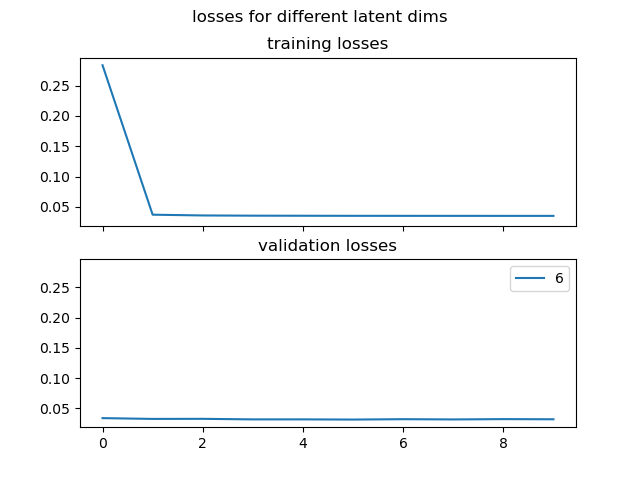 losses for different latent dims
training losses
0.25
0.20
0.15
0.10
0.05
validation losses
6
0.25
0.20
0.15
0.10
0.05
0 2 4 6 8